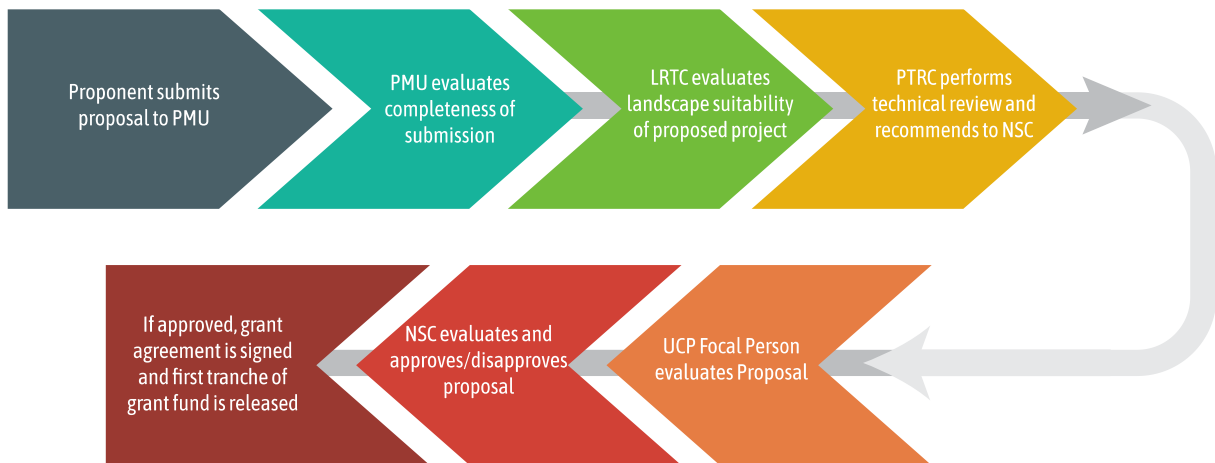 Proponent submits
proposal to PMU
PMU evaluates
completeness of
submission
LRTC evaluates
landscape suitability
of proposed project
PTRC performs
technical review and
recommends to NSC
UCP Focal Person
evaluates Proposal
NSC evaluates and
approves/disapproves
proposal
If approved, grant
agreement is signed
and first tranche of
grant fund is released